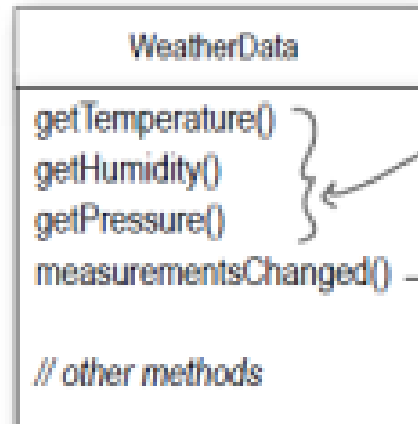 WeatherData
getTemperature()
getHumidity()
getPressure()
measurementsChanged()
// other methods